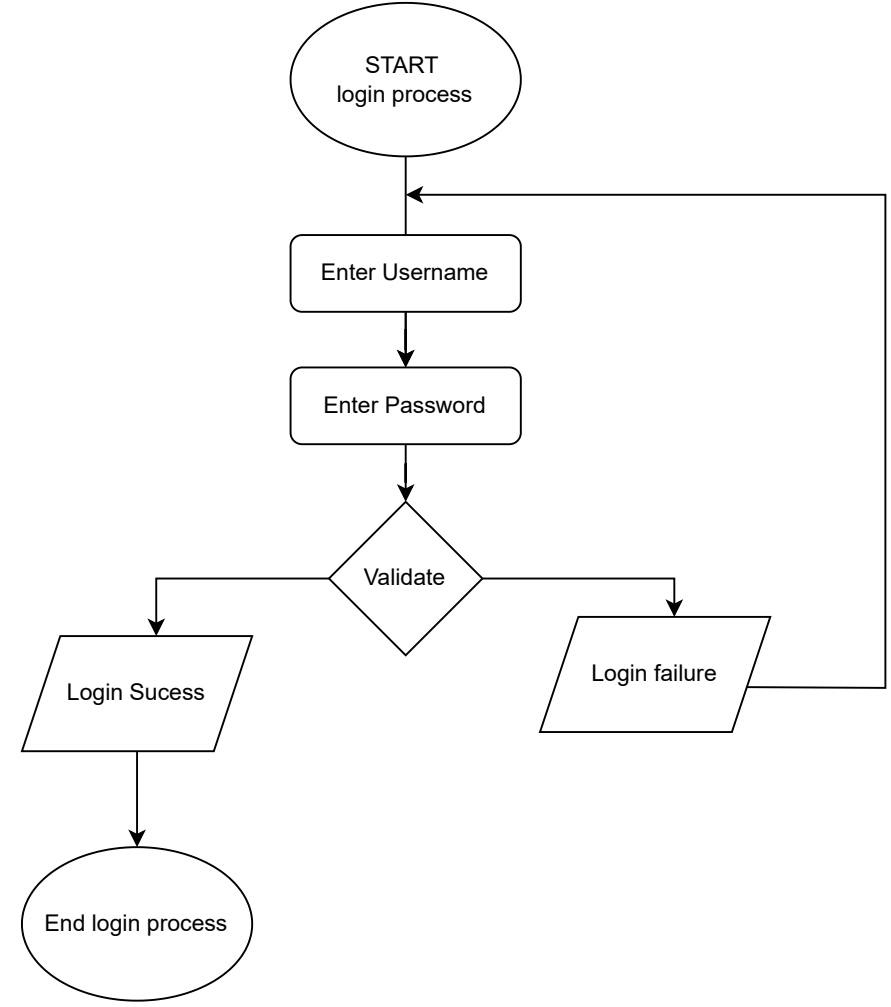 START
login process
Enter Username
Enter Password
Validate
Login Sucess
Login failure
End login process